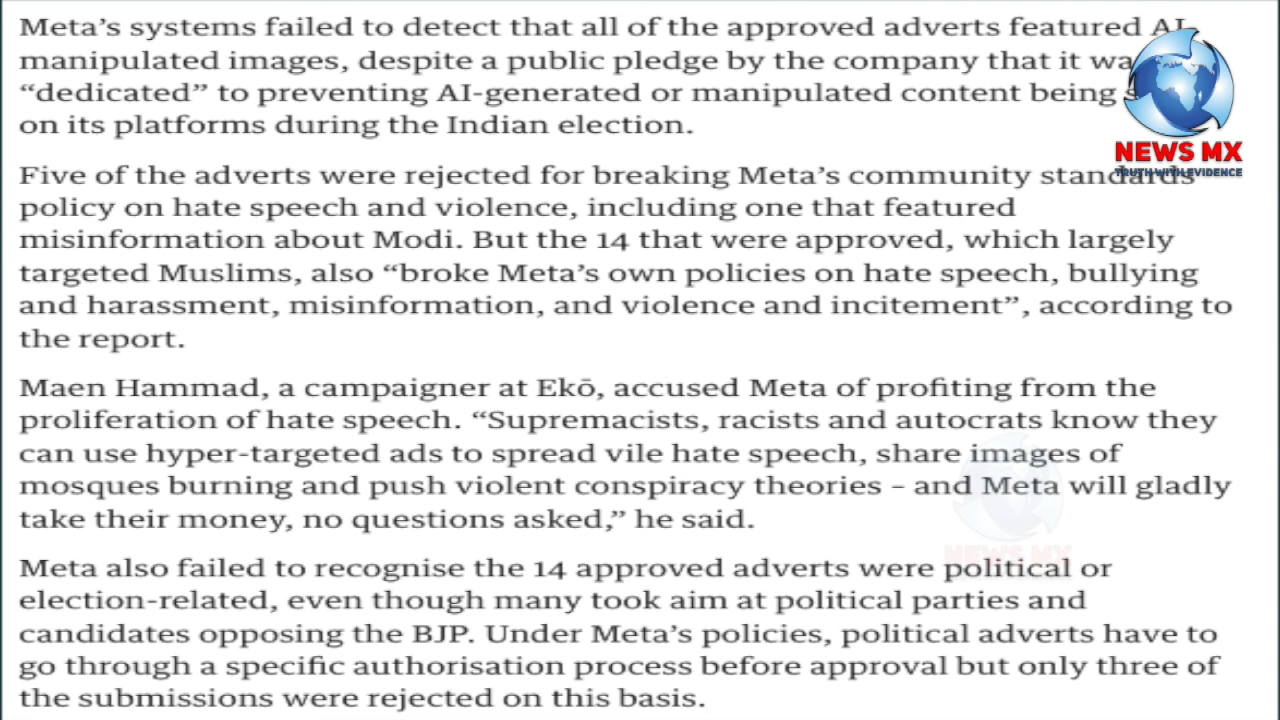 Meta’s systems failed to detect that all of the approved adverts featured AI-
manipulated images, despite a public pledge by the company that it wa
“dedicated” to preventing AI-generated or manipulated content being
on its platforms during the Indian election.
Five of the adverts were rejected for breaking Meta’s community standards
policy on hate speech and violence, including one that featured
misinformation about Modi. But the 14 that were approved, which largely
targeted Muslims, also “broke Meta’s own policies on hate speech, bullying
and harassment, misinformation, and violence and incitement”, according to
the report.
Maen Hammad, a campaigner at Ekō, accused Meta of profiting from the
proliferation of hate speech. “Supremacists, racists and autocrats know they
can use hyper-targeted ads to spread vile hate speech, share images of
mosques burning and push violent conspiracy theories – and Meta will gladly
take their money, no questions asked,” he said.
Meta also failed to recognise the 14 approved adverts were political or
election-related, even though many took aim at political parties and
candidates opposing the BJP. Under Meta’s policies, political adverts have to
go through a specific authorisation process before approval but only three of
the submissions were rejected on this basis.
NEWS MX
TRUTH WITH EVIDENCE
NEWS MX